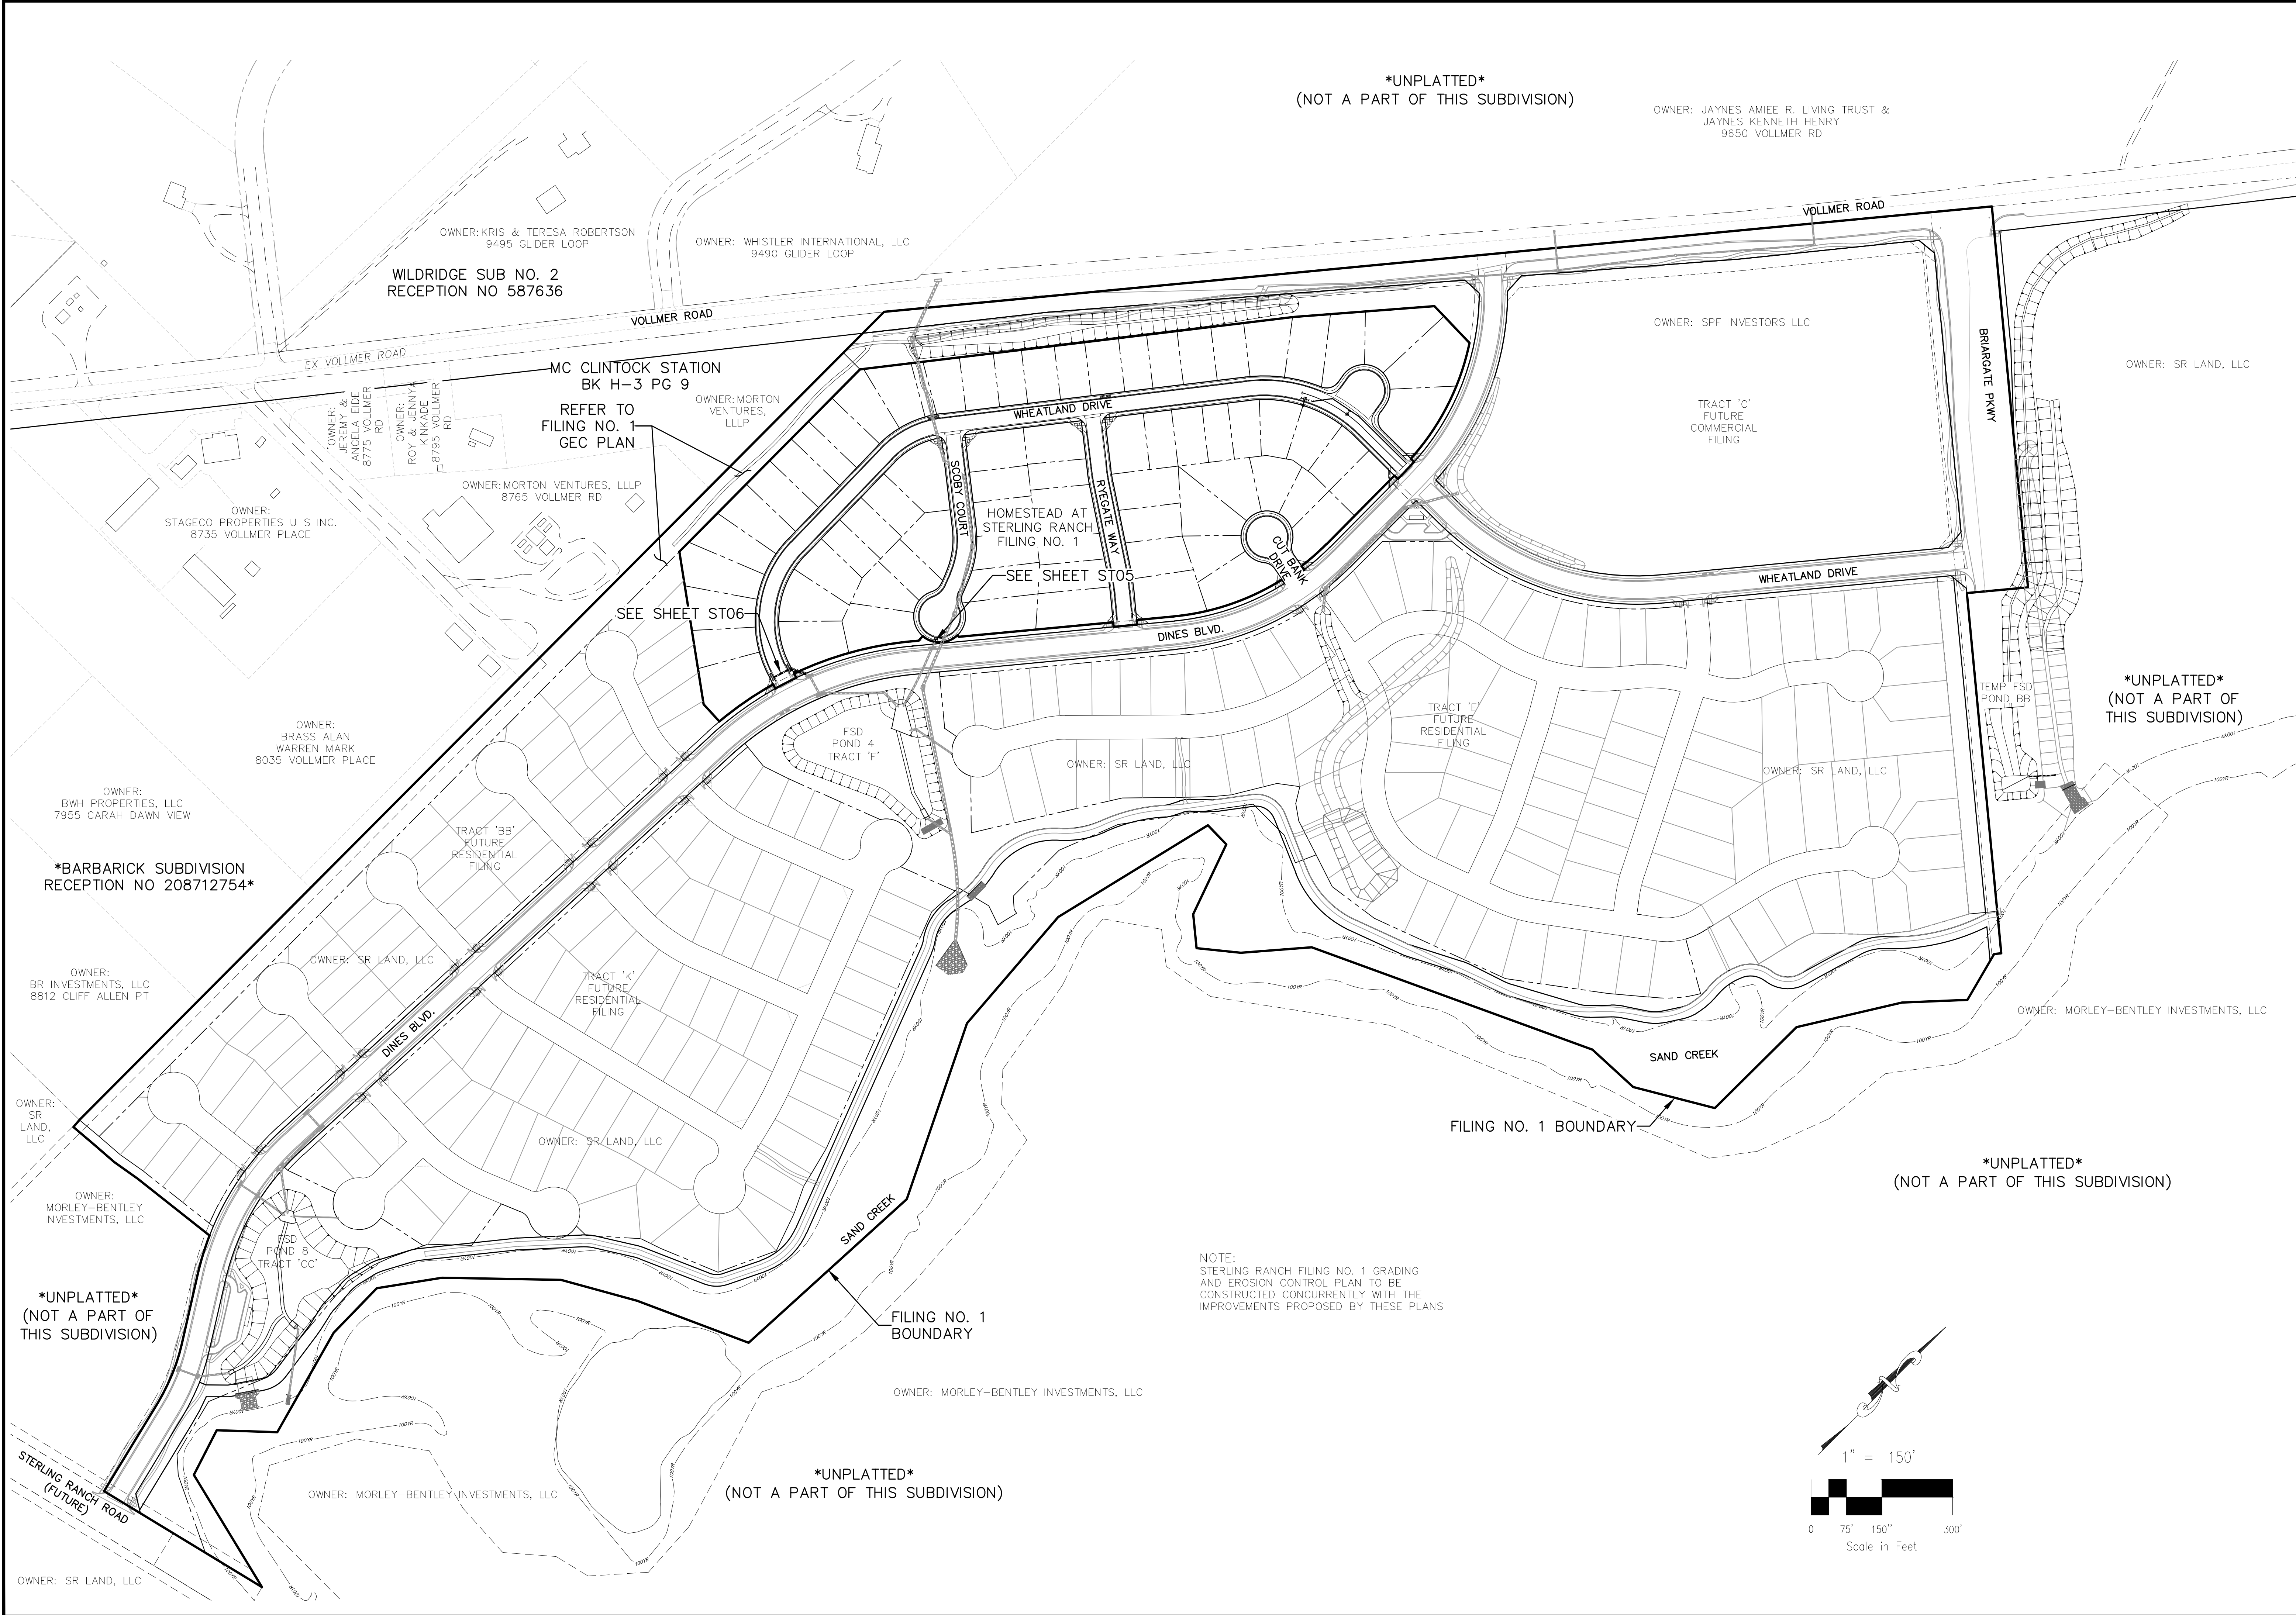 *UNPLATTED*
(NOT A PART OF THIS SUBDIVISION)
OWNER: JAYNES AMIEE R. LIVING TRUST &
JAYNES KENNETH HENRY
9650 VOLLMER RD
VOLLMER ROAD
OWNER: KRIS & TERESA ROBERTSON
9495 GLIDER LOOP
OWNER: WHISTLER INTERNATIONAL, LLC
9490 GLIDER LOOP
WILDRIDGE SUB NO. 2
RECEPTION NO 587636
VOLLMER ROAD
EX VOLLMER ROAD
OWNER: SPF INVESTORS LLC
BRIARGATE PKWY
OWNER: SR LAND, LLC
MC CLINTOCK STATION
BK H-3 PG 9
REFER TO
FILING NO. 1
GEC PLAN
OWNER: MORTON
VENTURES,
LLLP
OWNER:
JEREMY &
ANGELA EIDE
8775 VOLLMER
RD
OWNER:
ROY & JENNY A
KINKADE
8795 VOLLMER
RD
WHEATLAND DRIVE
TRACT 'C'
FUTURE
COMMERCIAL
FILING
OWNER: MORTON VENTURES, LLLP
8765 VOLLMER RD
SCOBY COURT
RYEGATE WAY
OWNER:
STAGECO PROPERTIES U S INC.
8735 VOLLMER PLACE
HOMESTEAD AT
STERLING RANCH
FILING NO. 1
CUT BANK
DRIVE
SEE SHEET ST05
WHEATLAND DRIVE
SEE SHEET ST06
DINES BLVD.
TEMP FSD
POND BB
*UNPLATTED*
(NOT A PART OF
THIS SUBDIVISION)
OWNER:
BRASS ALAN
WARREN MARK
8035 VOLLMER PLACE
FSD
POND 4
TRACT 'F'
TRACT 'E'
FUTURE
RESIDENTIAL
FILING
OWNER: SR LAND, LLC
OWNER: SR LAND, LLC
OWNER:
BWH PROPERTIES, LLC
7955 CARAH DAWN VIEW
TRACT 'BB'
FUTURE
RESIDENTIAL
FILING
*BARBARICK SUBDIVISION
RECEPTION NO 208712754*
OWNER: SR LAND, LLC
OWNER:
BR INVESTMENTS, LLC
8812 CLIFF ALLEN PT
TRACT 'K'
FUTURE
RESIDENTIAL
FILING
DINES BLVD.
OWNER: MORLEY-BENTLEY INVESTMENTS, LLC
SAND CREEK
FILING NO. 1 BOUNDARY
OWNER:
SR
LAND,
LLC
OWNER: SR LAND, LLC
*UNPLATTED*
(NOT A PART OF THIS SUBDIVISION)
OWNER:
MORLEY-BENTLEY
INVESTMENTS, LLC
SAND CREEK
FSD
POND 8
TRACT 'CC'
NOTE:
STERLING RANCH FILING NO. 1 GRADING
AND EROSION CONTROL PLAN TO BE
CONSTRUCTED CONCURRENTLY WITH THE
IMPROVEMENTS PROPOSED BY THESE PLANS
*UNPLATTED*
(NOT A PART OF
THIS SUBDIVISION)
FILING NO. 1
BOUNDARY
OWNER: MORLEY-BENTLEY INVESTMENTS, LLC
STERLING RANCH ROAD
(FUTURE)
OWNER: MORLEY-BENTLEY INVESTMENTS, LLC
*UNPLATTED*
(NOT A PART OF THIS SUBDIVISION)
OWNER: SR LAND, LLC
100YR
1" = 150'
0 75' 150' 300'
Scale in Feet